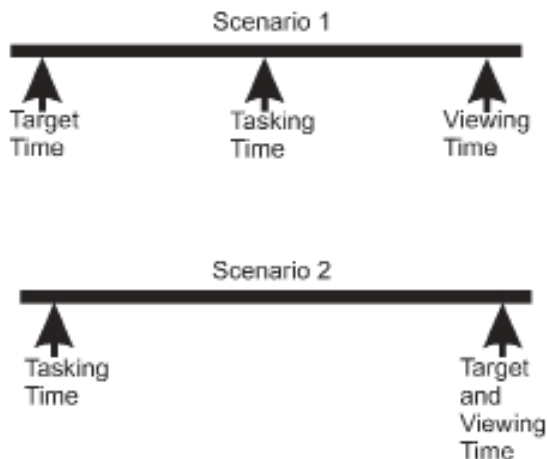 Scenario 1
Target
Time
Tasking
Time
Viewing
Time
Scenario 2
Tasking
Time
Target
and
Viewing
Time